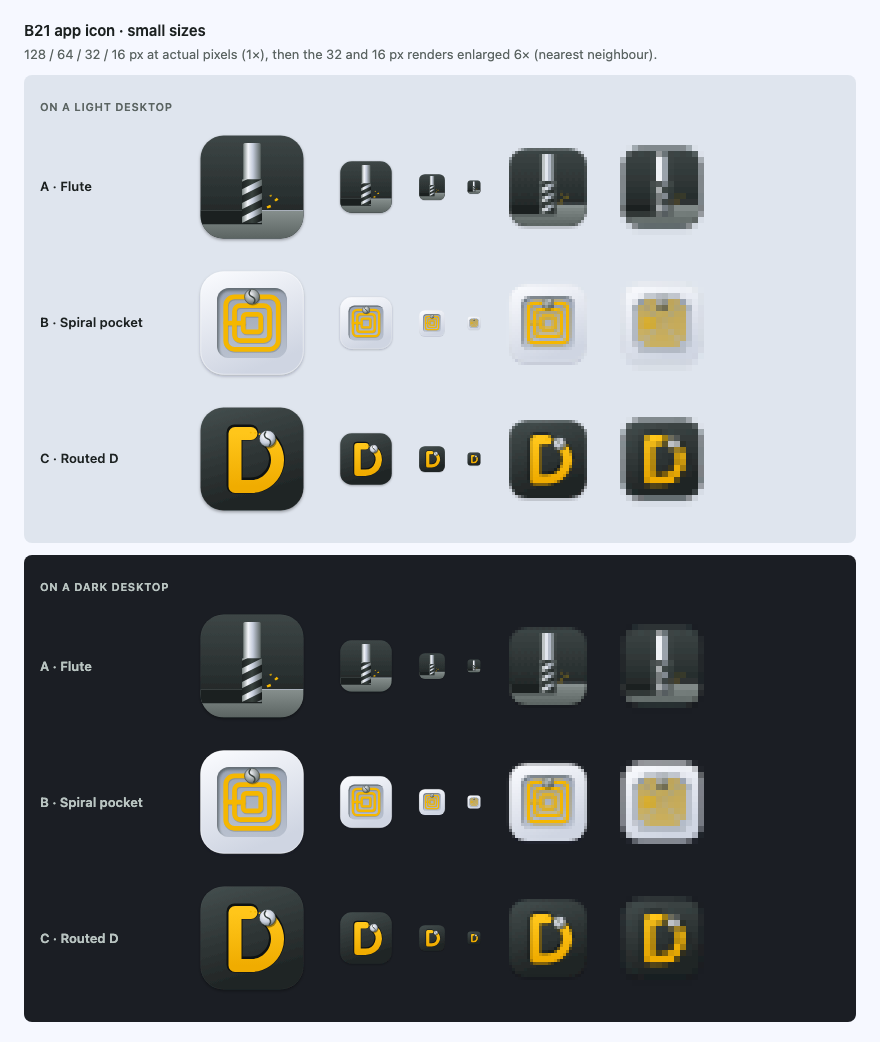 B21 app icon · small sizes
128 / 64 / 32 / 16 px at actual pixels (1×), then the 32 and 16 px renders enlarged 6× (nearest neighbour).
ON A LIGHT DESKTOP
A · Flute
B · Spiral pocket
C · Routed D
ON A DARK DESKTOP
A · Flute
B · Spiral pocket
C · Routed D